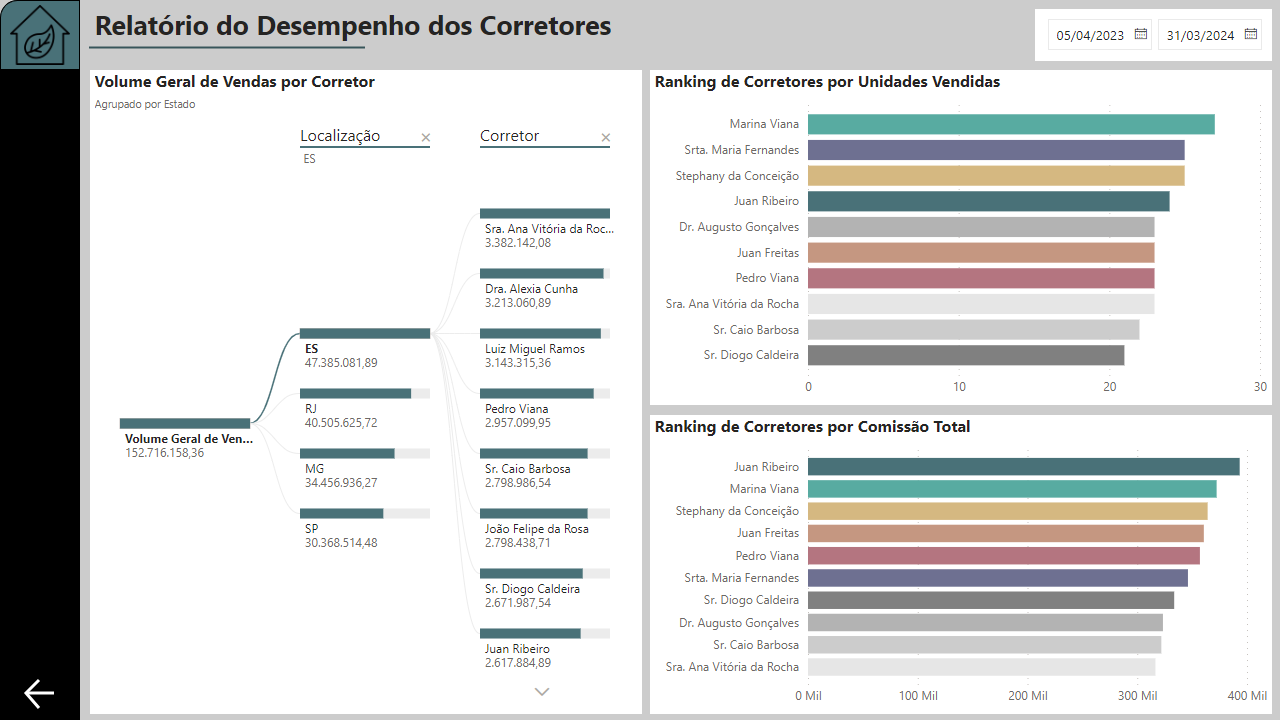 Relatório do Desempenho dos Corretores
05/04/2023
31/03/2024
Volume Geral de Vendas por Corretor
Agrupado por Estado
Localização
Corretor
ES
Volume Geral de Ven...
152.716.158,36
ES
47.385.081,89
RJ
40.505.625,72
MG
34.456.936,27
SP
30.368.514,48
Sra. Ana Vitória da Roc...
3.382.142,08
Dra. Alexia Cunha
3.213.060,89
Luiz Miguel Ramos
3.143.315,36
Pedro Viana
2.957.099,95
Sr. Caio Barbosa
2.798.986,54
João Felipe da Rosa
2.798.438,71
Sr. Diogo Caldeira
2.671.987,54
Juan Ribeiro
2.617.884,89
Ranking de Corretores por Unidades Vendidas
Marina Viana
Srta. Maria Fernandes
Stephany da Conceição
Juan Ribeiro
Dr. Augusto Gonçalves
Juan Freitas
Pedro Viana
Sra. Ana Vitória da Rocha
Sr. Caio Barbosa
Sr. Diogo Caldeira
0 10 20 30
Ranking de Corretores por Comissão Total
Juan Ribeiro
Marina Viana
Stephany da Conceição
Juan Freitas
Pedro Viana
Srta. Maria Fernandes
Sr. Diogo Caldeira
Dr. Augusto Gonçalves
Sr. Caio Barbosa
Sra. Ana Vitória da Rocha
0 Mil 100 Mil 200 Mil 300 Mil 400 Mil